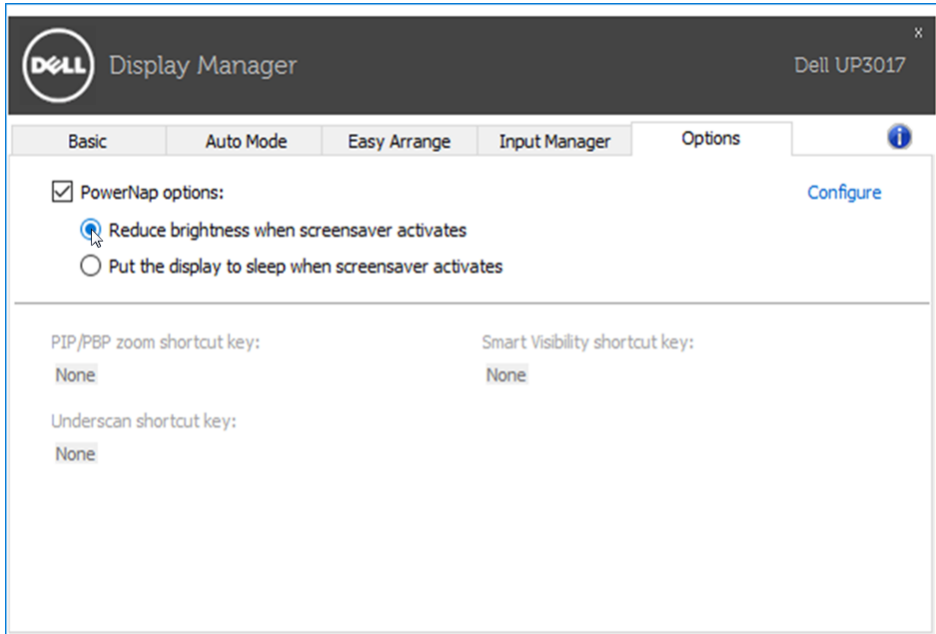 X
DELL Display Manager Dell UP3017
Basic Auto Mode Easy Arrange Input Manager Options i
PowerNap options: Configure
Reduce brightness when screensaver activates
Put the display to sleep when screensaver activates
PIP/PBP zoom shortcut key: Smart Visibility shortcut key:
None None
Underscan shortcut key:
None